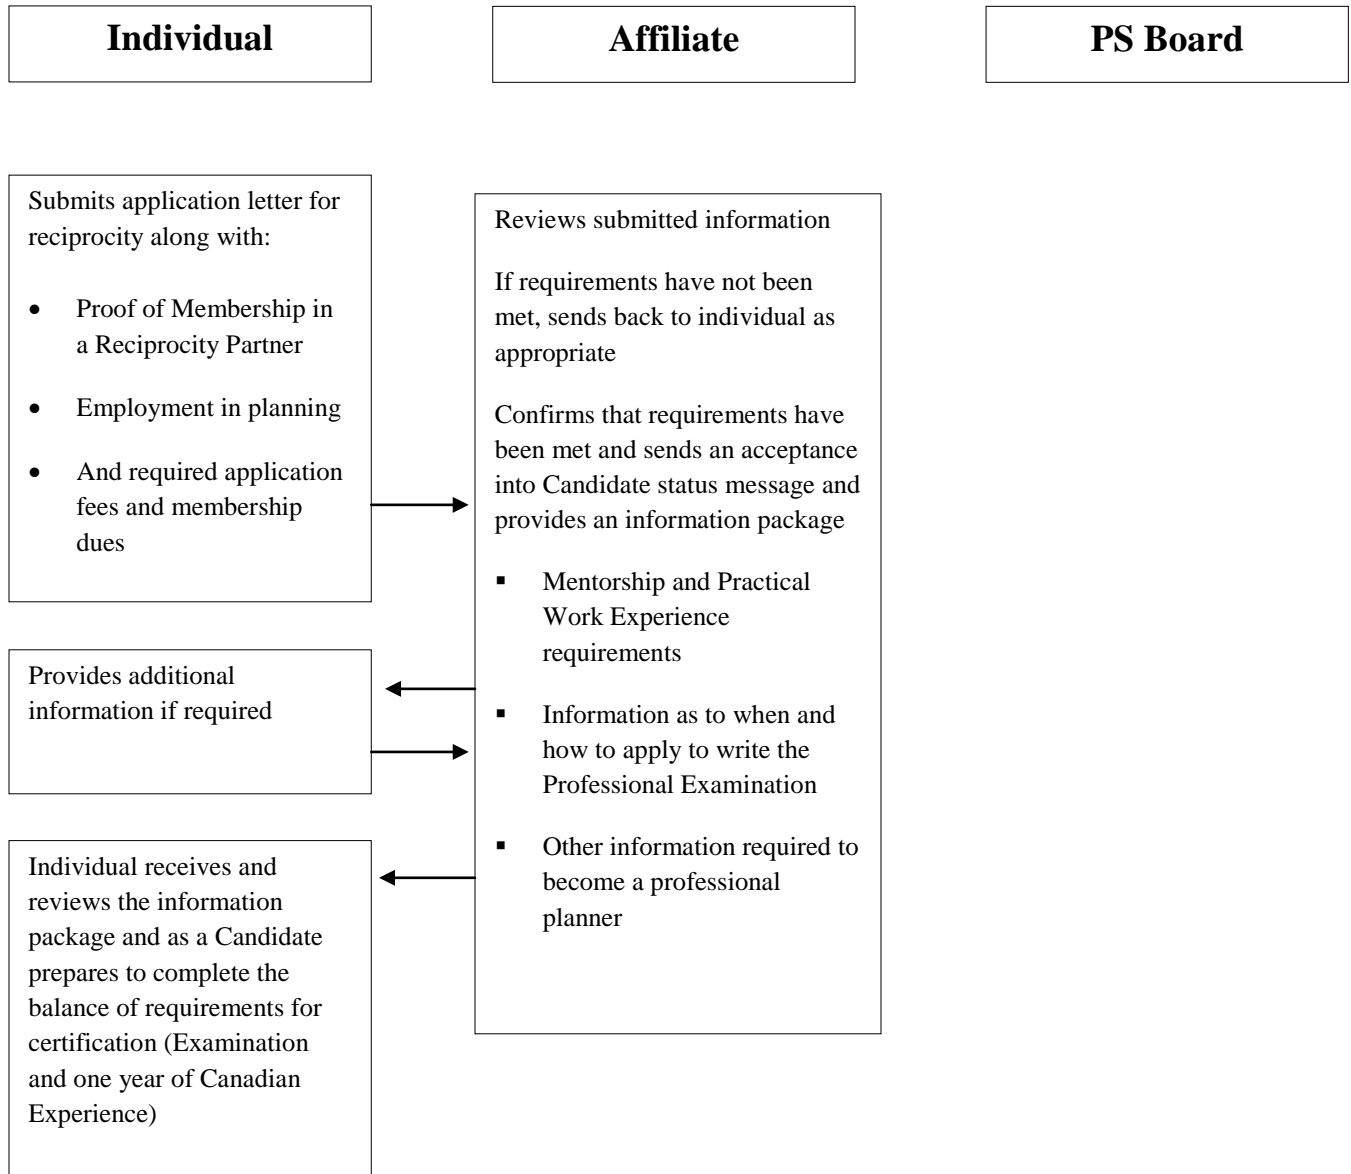 Individual
Affiliate
PS Board
Submits application letter for
reciprocity along with:
• Proof of Membership in
a Reciprocity Partner
• Employment in planning
• And required application
fees and membership
dues
Provides additional
information if required
Individual receives and
reviews the information
package and as a Candidate
prepares to complete the
balance of requirements for
certification (Examination
and one year of Canadian
Experience)
Reviews submitted information
If requirements have not been
met, sends back to individual as
appropriate
Confirms that requirements have
been met and sends an acceptance
into Candidate status message and
provides an information package
▪ Mentorship and Practical
Work Experience
requirements
▪ Information as to when and
how to apply to write the
Professional Examination
▪ Other information required to
become a professional
planner